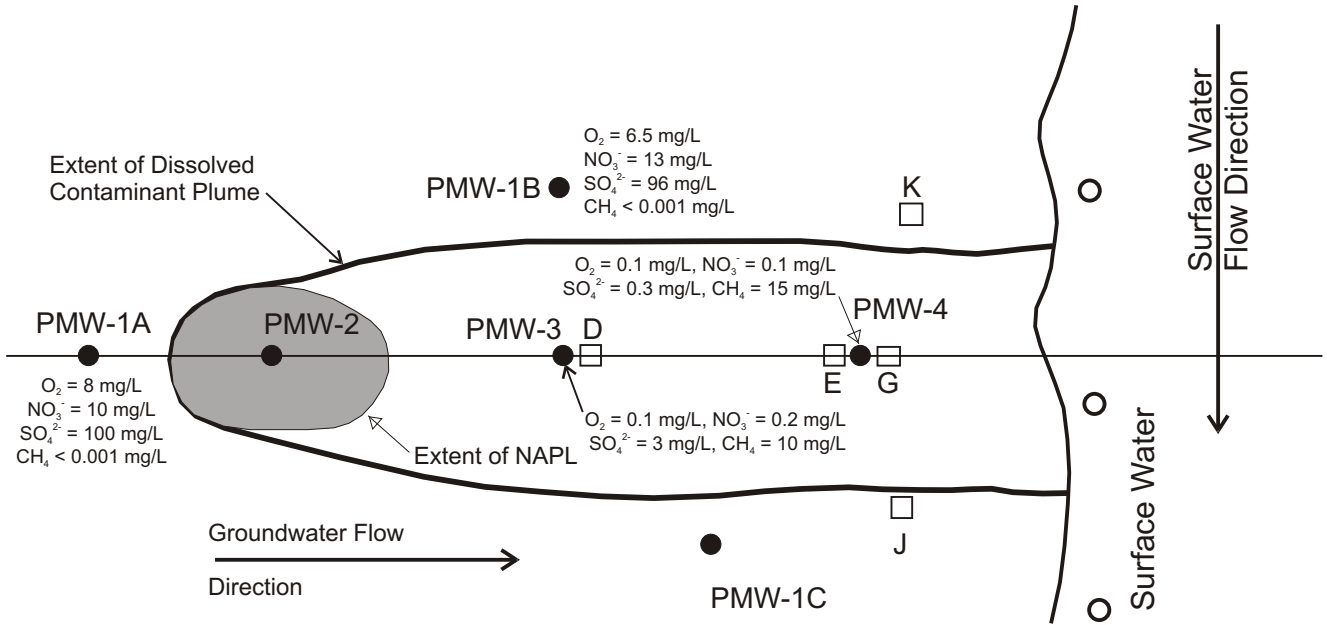 O₂ = 6.5 mg/L
NO₃⁻ = 13 mg/L
SO₄²⁻ = 96 mg/L
CH₄ < 0.001 mg/L
PMW-1B
Extent of Dissolved
Contaminant Plume
K
Surface Water
Flow Direction
O₂ = 0.1 mg/L, NO₃⁻ = 0.1 mg/L
SO₄²⁻ = 0.3 mg/L, CH₄ = 15 mg/L
PMW-4
PMW-1A
PMW-2
PMW-3
D
E
G
O₂ = 8 mg/L
NO₃⁻ = 10 mg/L
SO₄²⁻ = 100 mg/L
CH₄ < 0.001 mg/L
O₂ = 0.1 mg/L, NO₃⁻ = 0.2 mg/L
SO₄²⁻ = 3 mg/L, CH₄ = 10 mg/L
Extent of NAPL
Surface Water
Groundwater Flow
Direction
J
PMW-1C